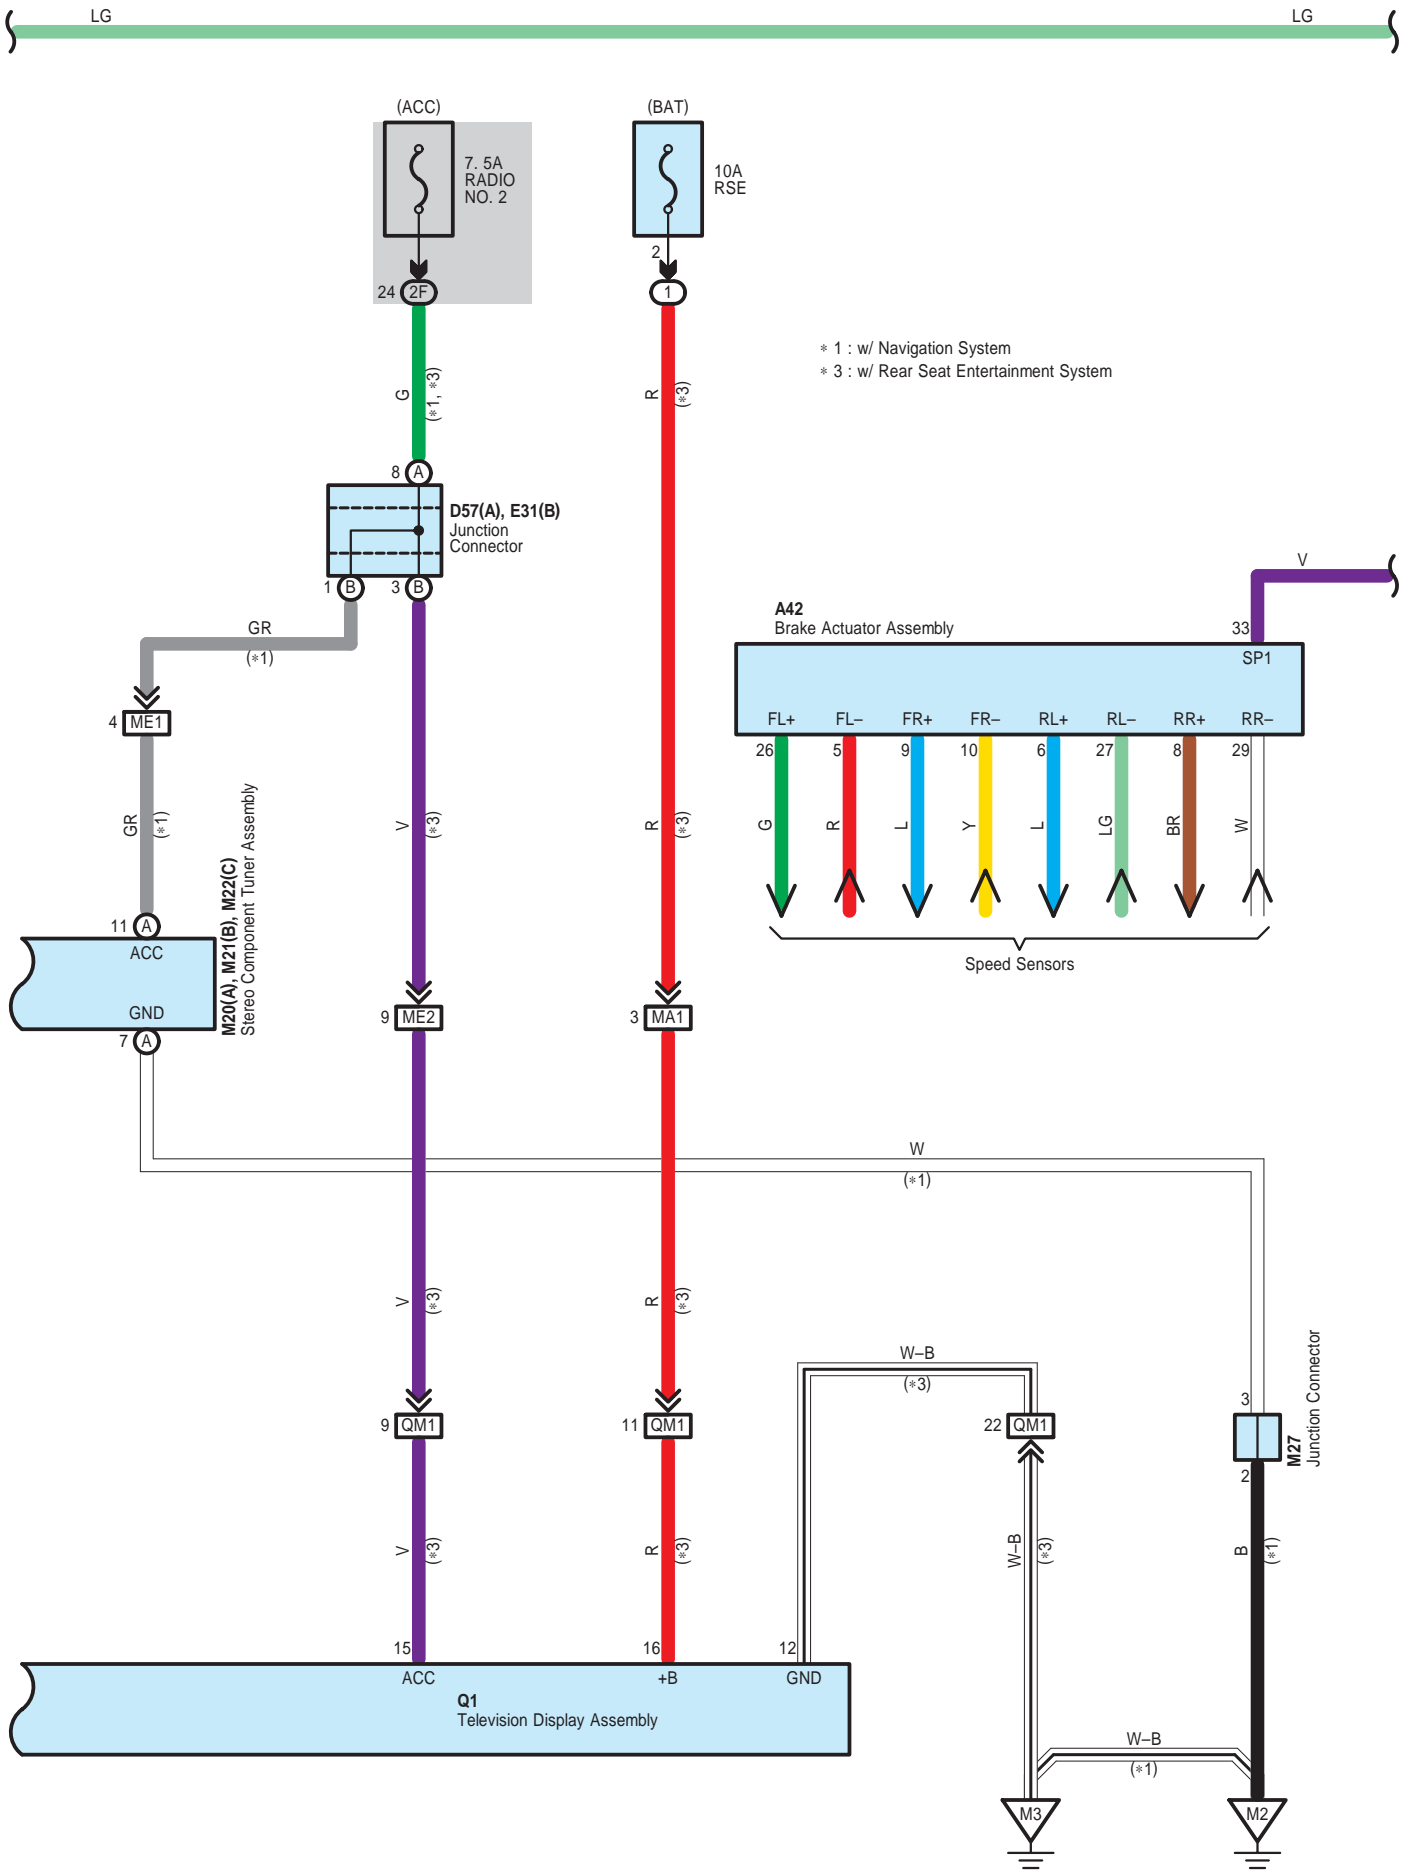 LG LG
(ACC) (BAT)
7. 5A
RADIO
NO. 2
10A
RSE
2
24 2F
1
∗ 1 : w/ Navigation System
∗ 3 : w/ Rear Seat Entertainment System
G (∗1, ∗3)
R (∗3)
8 A
D57(A), E31(B)
Junction
Connector
1 B 3 B
V
GR
(∗1)
A42
Brake Actuator Assembly
33
SP1
4 ME1
FL+ FL– FR+ FR– RL+ RL– RR+ RR–
26 5 9 10 6 27 8 29
GR (∗1)
V (∗3)
R (∗3)
G R L Y L LG BR W
M20(A), M21(B), M22(C)
Stereo Component Tuner Assembly
11 A
ACC
Speed Sensors
GND
7 A
9 ME2
3 MA1
W
(∗1)
V (∗3)
R (∗3)
W–B
(∗3)
9 QM1
11 QM1
22 QM1
3
M27
Junction Connector
2
V (∗3)
R (∗3)
W–B (∗3)
B (∗1)
15 16 12
ACC +B GND
Q1
Television Display Assembly
W–B
(∗1)
M3 M2